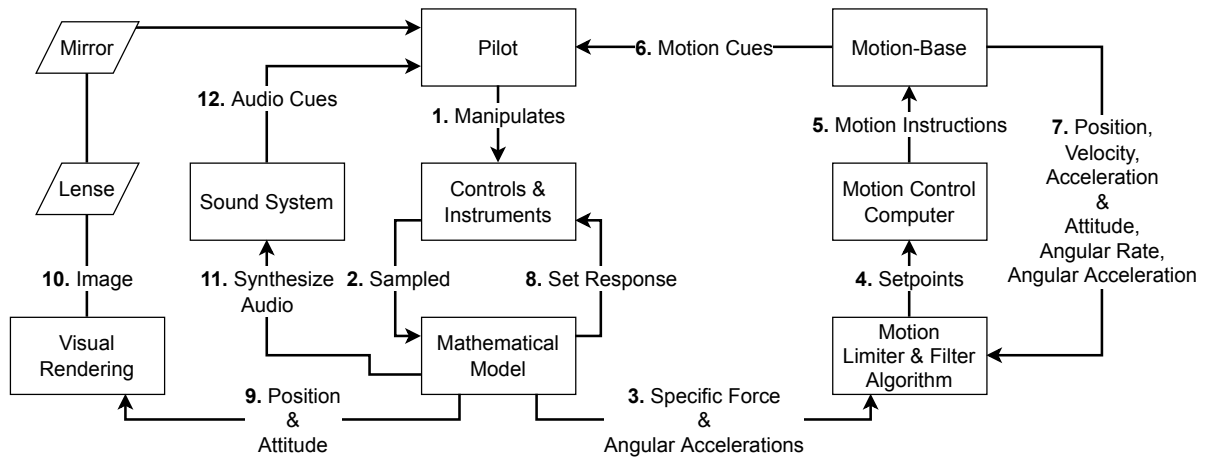 Mirror
Pilot
6. Motion Cues
Motion-Base
12. Audio Cues
1. Manipulates
5. Motion Instructions
7. Position,
Velocity,
Acceleration
&
Attitude,
Angular Rate,
Angular Acceleration
Lense
Sound System
Controls &
Instruments
Motion Control
Computer
10. Image
11. Synthesize
Audio
2. Sampled
8. Set Response
4. Setpoints
Visual
Rendering
Mathematical
Model
Motion
Limiter & Filter
Algorithm
9. Position
&
Attitude
3. Specific Force
&
Angular Accelerations